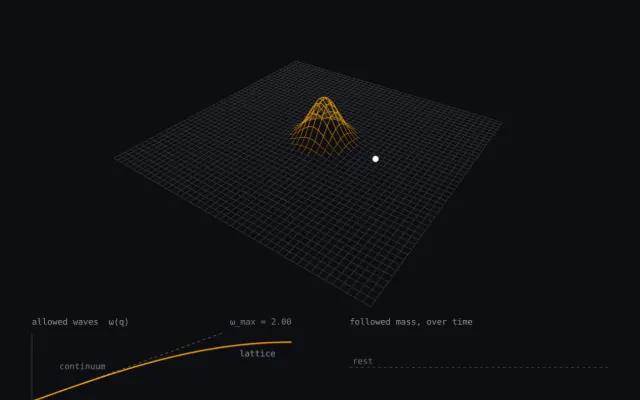 allowed waves  ω(q)
ω_max = 2.00
followed mass, over time
lattice
rest
continuum